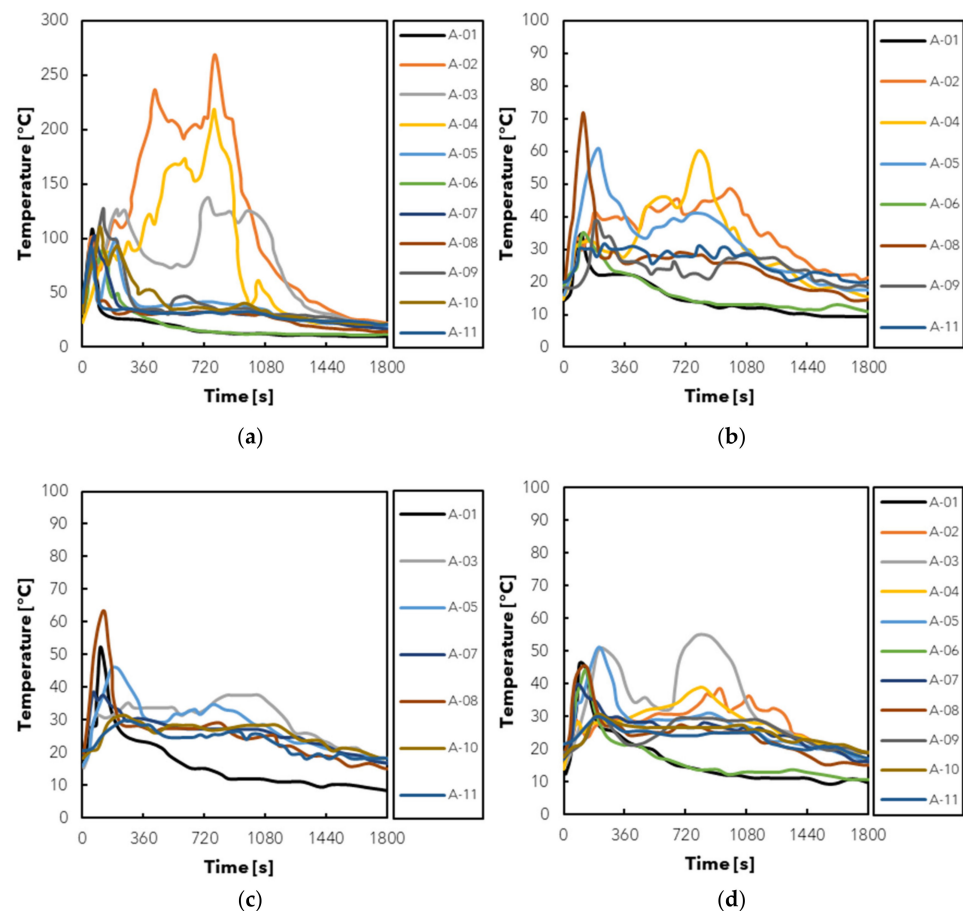 300
250
200
150
100
50
0
Temperature [°C]
0 360 720 1080 1440 1800
Time [s]
A-01
A-02
A-03
A-04
A-05
A-06
A-07
A-08
A-09
A-10
A-11
(a)
100
90
80
70
60
50
40
30
20
10
0
Temperature [°C]
0 360 720 1080 1440 1800
Time [s]
A-01
A-02
A-04
A-05
A-06
A-08
A-09
A-11
(b)
100
90
80
70
60
50
40
30
20
10
0
Temperature [°C]
0 360 720 1080 1440 1800
Time [s]
A-01
A-03
A-05
A-07
A-08
A-10
A-11
(c)
100
90
80
70
60
50
40
30
20
10
0
Temperature [°C]
0 360 720 1080 1440 1800
Time [s]
A-01
A-02
A-03
A-04
A-05
A-06
A-07
A-08
A-09
A-10
A-11
(d)